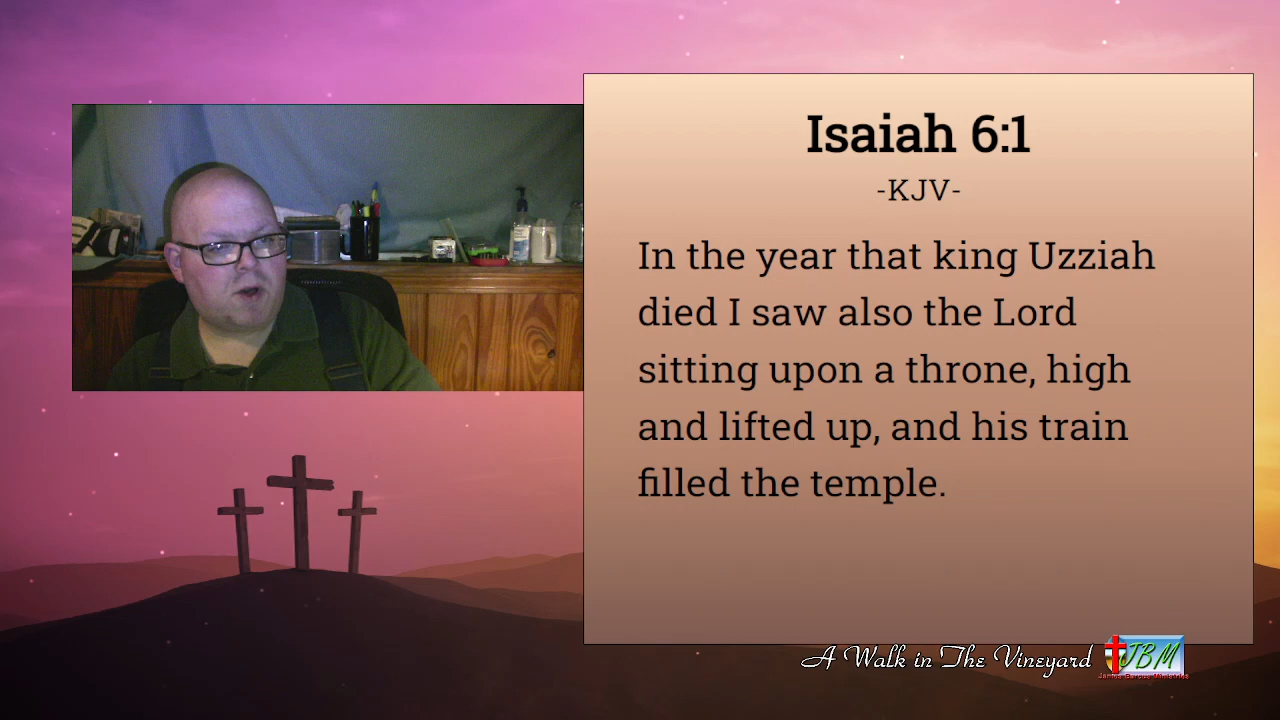 Isaiah 6:1
-KJV-
In the year that king Uzziah
died I saw also the Lord
sitting upon a throne, high
and lifted up, and his train
filled the temple.
A Walk in The Vineyard
JBM